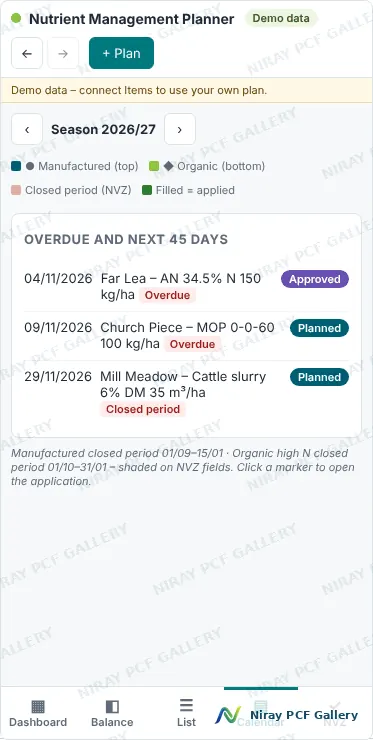 Nutrient Management Planner Demo data
← → + Plan
Demo data – connect Items to use your own plan.
‹ Season 2026/27 ›
Manufactured (top) Organic (bottom)
Closed period (NVZ) Filled = applied
OVERDUE AND NEXT 45 DAYS
04/11/2026 Far Lea – AN 34.5% N 150 Approved
kg/ha Overdue
09/11/2026 Church Piece – MOP 0-0-60 Planned
100 kg/ha Overdue
29/11/2026 Mill Meadow – Cattle slurry Planned
6% DM 35 m³/ha
Closed period
Manufactured closed period 01/09–15/01 · Organic high N closed
period 01/10–31/01 – shaded on NVZ fields. Click a marker to open
the application.
Dashboard Balance List Calendar NVZ
Niray PCF Gallery
NIRAY PCF GALLERY